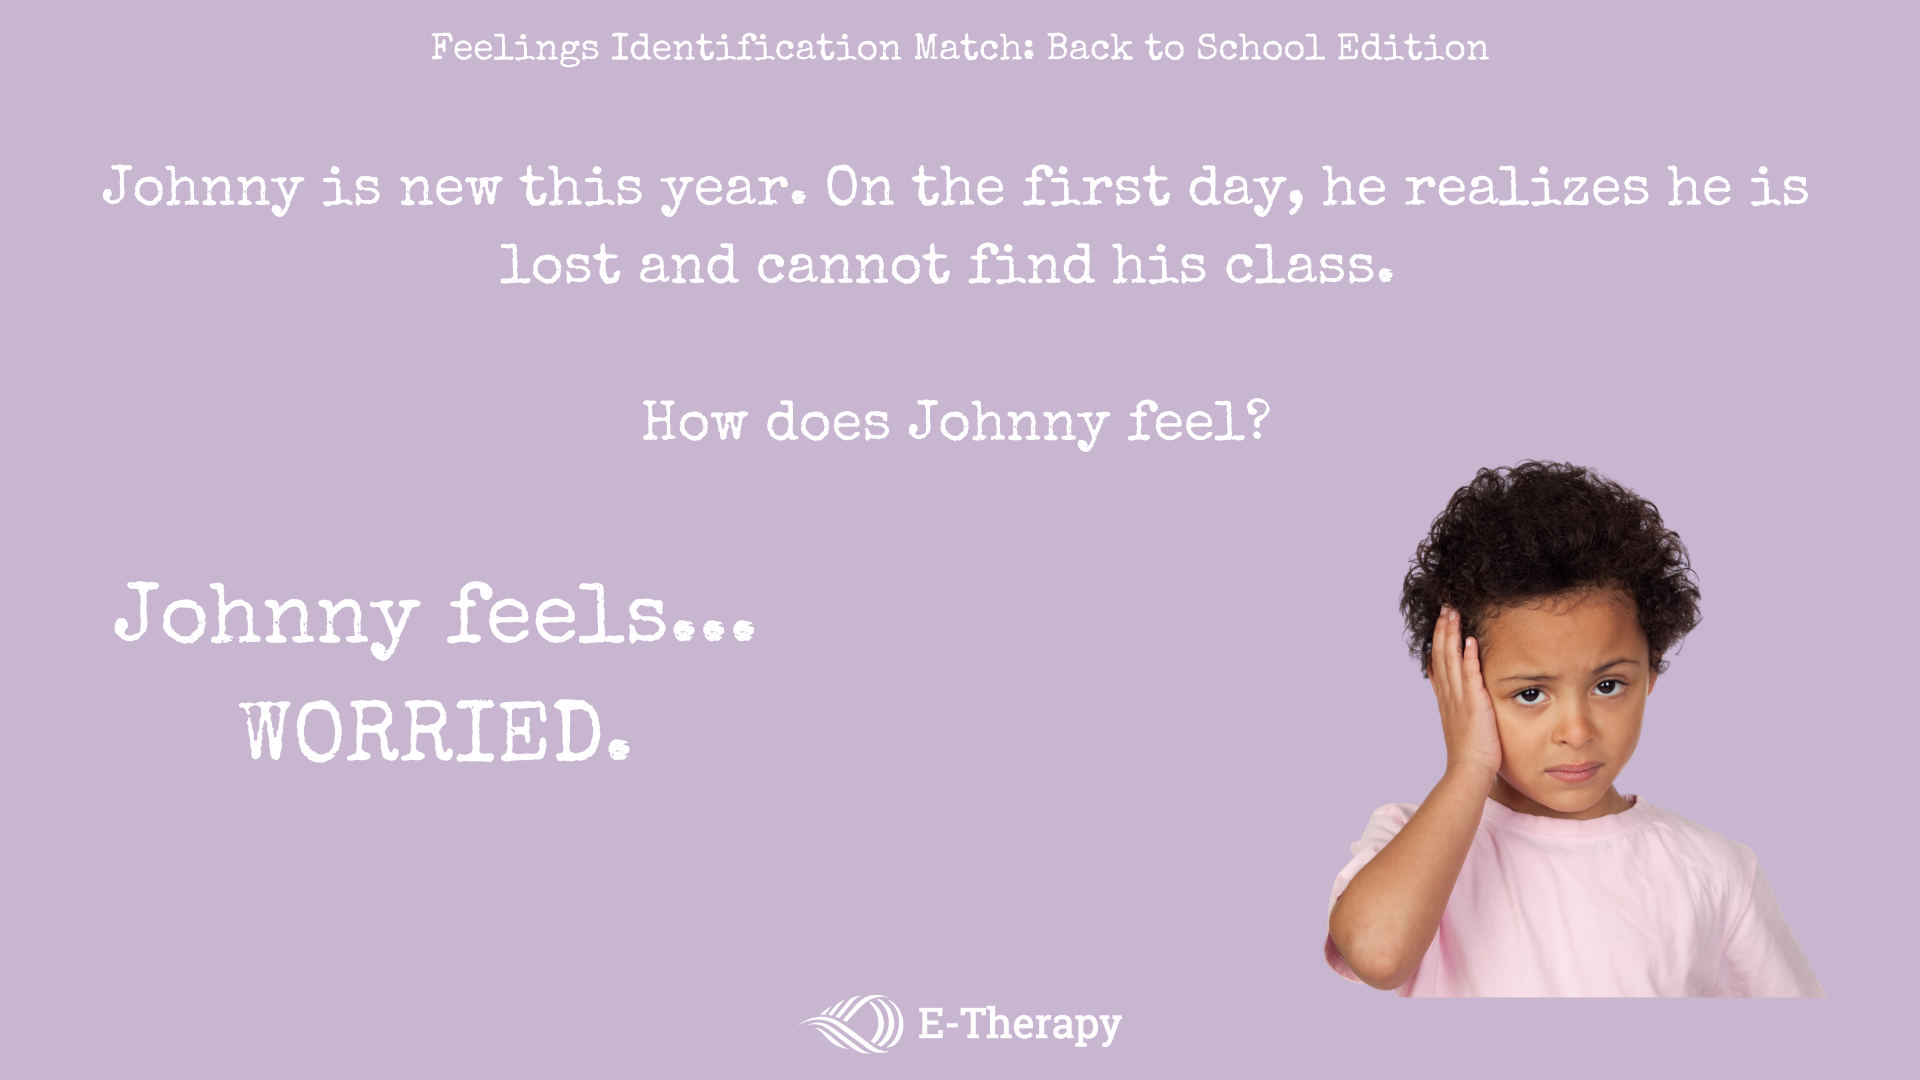 Feelings Identification Match: Back to School Edition
Johnny is new this year. On the first day, he realizes he is
lost and cannot find his class.
How does Johnny feel?
Johnny feels...
WORRIED.
E-Therapy